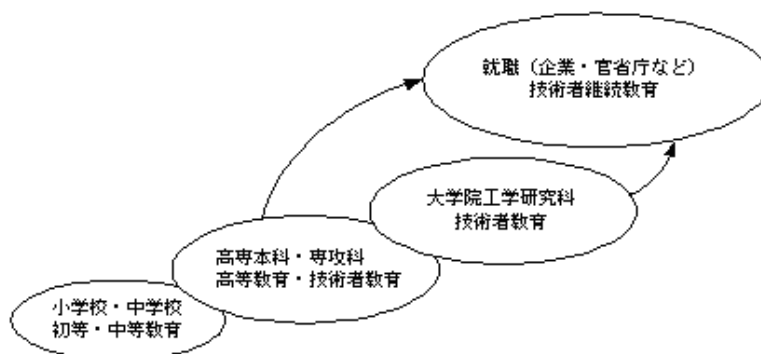 就職（企業・官省庁など）
技術者継続教育
大学院工学研究科
技術者教育
高専本科・専攻科
高等教育・技術者教育
小学校・中学校
初等・中等教育